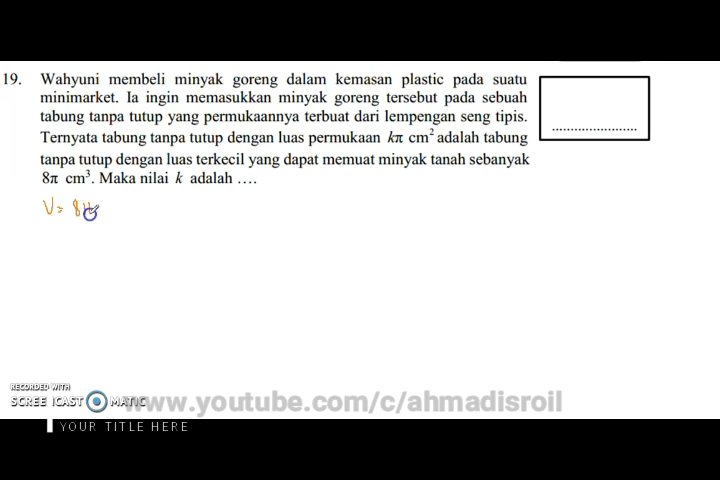 19. Wahyuni membeli minyak goreng dalam kemasan plastic pada suatu
minimarket. Ia ingin memasukkan minyak goreng tersebut pada sebuah
tabung tanpa tutup yang permukaannya terbuat dari lempengan seng tipis.
Ternyata tabung tanpa tutup dengan luas permukaan kπ cm² adalah tabung
tanpa tutup dengan luas terkecil yang dapat memuat minyak tanah sebanyak
8π cm³. Maka nilai k adalah ….
........................
V = 8
RECORDED WITH
SCREENCAST MATIC
www.youtube.com/c/ahmadisroil
YOUR TITLE HERE